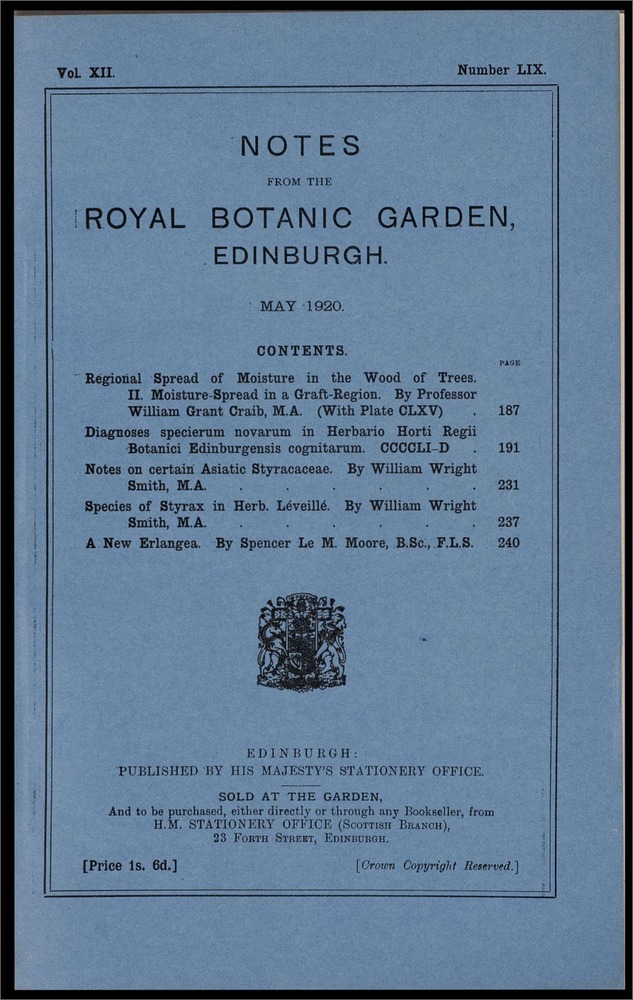 Vol. XII.
Number LIX.
NOTES
FROM THE
ROYAL BOTANIC GARDEN,
EDINBURGH.
MAY 1920.
CONTENTS.
PAGE
Regional Spread of Moisture in the Wood of Trees.
II. Moisture-Spread in a Graft-Region. By Professor
William Grant Craib, M.A. (With Plate CLXV) . 187
Diagnoses specierum novarum in Herbario Horti Regii
Botanici Edinburgensis cognitarum. CCCCLI-D . 191
Notes on certain Asiatic Styracaceae. By William Wright
Smith, M.A. . . . . . . 231
Species of Styrax in Herb. Léveillé. By William Wright
Smith, M.A. . . . . . . 237
A New Erlangea. By Spencer Le M. Moore, B.Sc., F.L.S. 240
EDINBURGH:
PUBLISHED BY HIS MAJESTY'S STATIONERY OFFICE.
SOLD AT THE GARDEN,
And to be purchased, either directly or through any Bookseller, from
H.M. STATIONERY OFFICE (SCOTTISH BRANCH),
23 FORTH STREET, EDINBURGH.
[Price 1s. 6d.]
[Crown Copyright Reserved.]